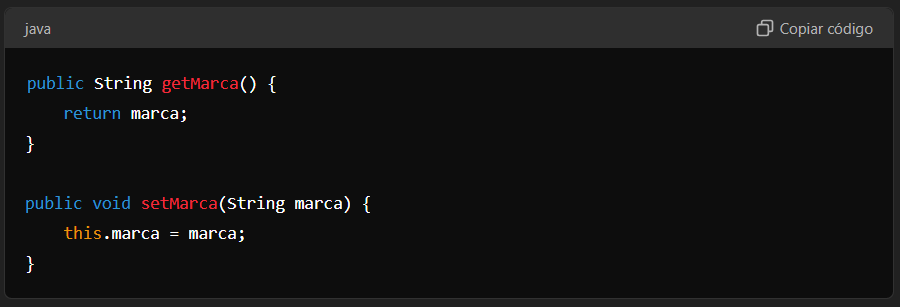 java
Copiar código
public String getMarca() {
    return marca;
}
public void setMarca(String marca) {
    this.marca = marca;
}